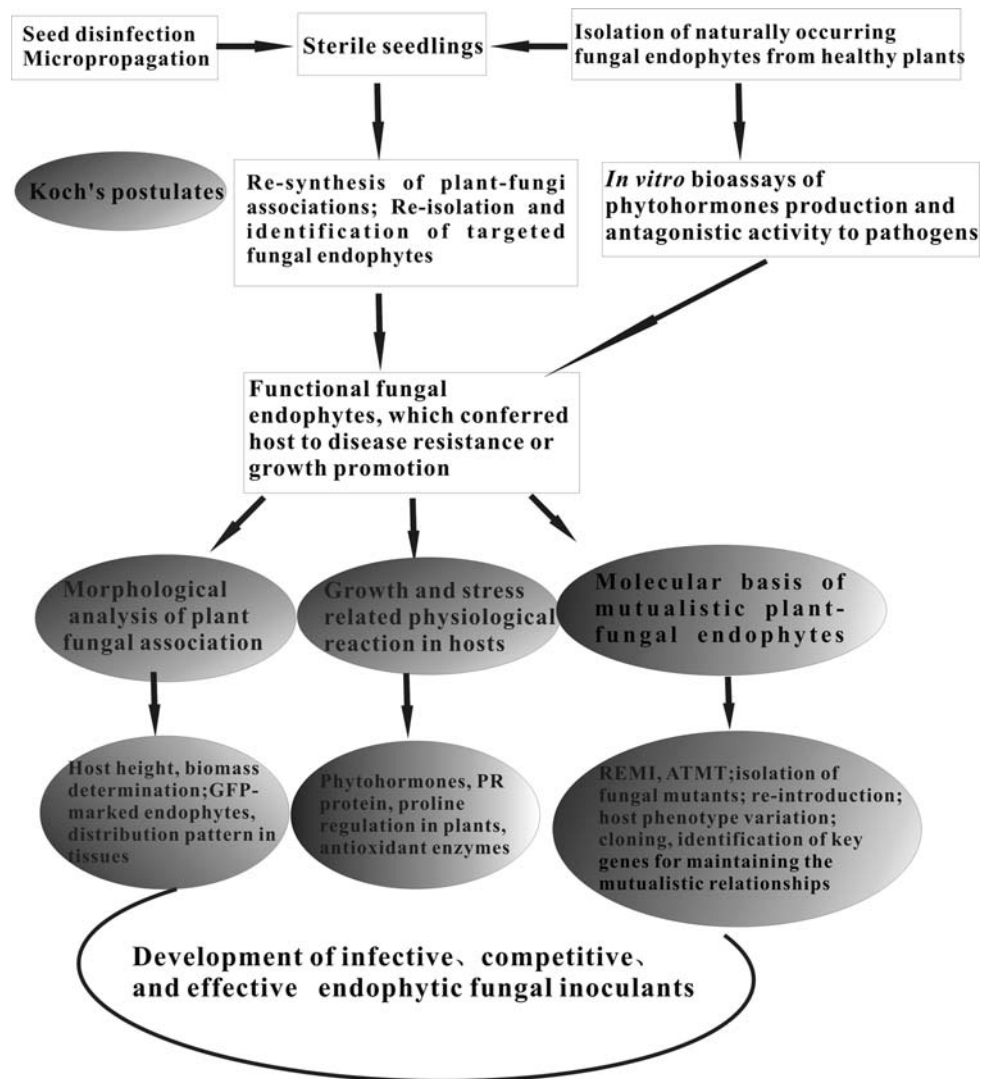 Seed disinfection
Micropropagation
Sterile seedlings
Isolation of naturally occurring
fungal endophytes from healthy plants
Koch's postulates
Re-synthesis of plant-fungi
associations; Re-isolation and
identification of targeted
fungal endophytes
In vitro bioassays of
phytohormones production and
antagonistic activity to pathogens
Functional fungal
endophytes, which conferred
host to disease resistance or
growth promotion
Morphological
analysis of plant
fungal association
Growth and stress
related physiological
reaction in hosts
Molecular basis of
mutualistic plant-
fungal endophytes
Host height, biomass
determination;GFP-
marked endophytes,
distribution pattern in
tissues
Phytohormones, PR
protein, proline
regulation in plants,
antioxidant enzymes
REMI, ATMT;isolation of
fungal mutants; re-introduction;
host phenotype variation;
cloning, identification of key
genes for maintaining the
mutualistic relationships
Development of infective、competitive、
and effective endophytic fungal inoculants